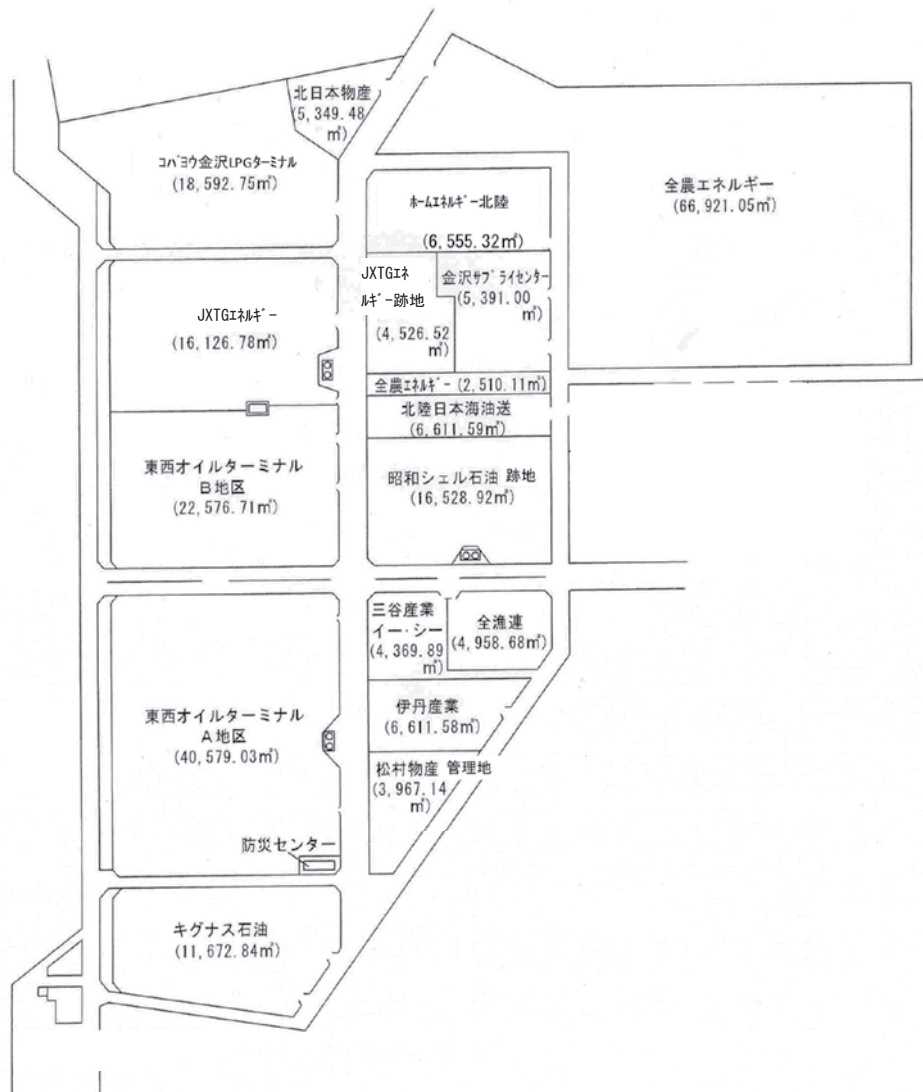 北日本物産
(5,349.48
㎡)
コバヨウ金沢LPGターミナル
(18,592.75㎡)
全農エネルギー
(66,921.05㎡)
ホームエネルギー北陸
(6,555.32㎡)
JXTGエネ
ルギー跡地
(4,526.52
㎡)
金沢サプライセンター
(5,391.00
㎡)
JXTGエネルギー
(16,126.78㎡)
全農エネルギー (2,510.11㎡)
北陸日本海油送
(6,611.59㎡)
東西オイルターミナル
B地区
(22,576.71㎡)
昭和シェル石油 跡地
(16,528.92㎡)
三谷産業
イー・シー
(4,369.89
㎡)
全漁連
(4,958.68㎡)
東西オイルターミナル
A地区
(40,579.03㎡)
伊丹産業
(6,611.58㎡)
松村物産 管理地
(3,967.14
㎡)
防災センター
キグナス石油
(11,672.84㎡)